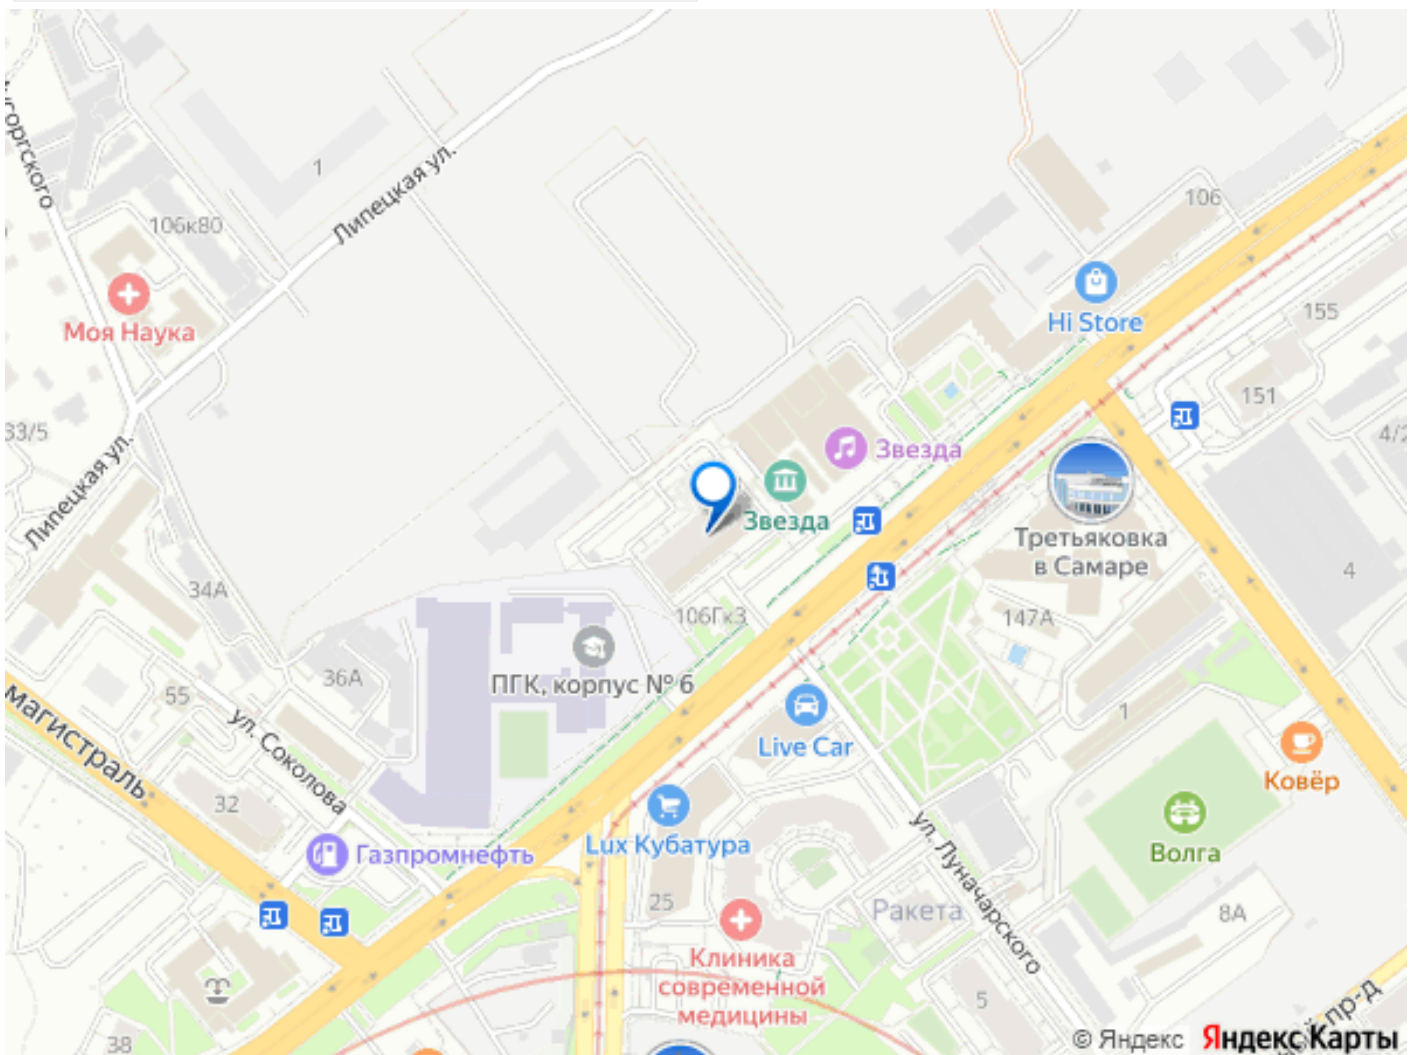 Липецкая ул.
1
106к80
106
Моя Наука
Hi Store
155
151
33/5
Звезда
4/2
Липецкая ул.
Звезда
Третьяковка
в Самаре
4
34А
106Гк3
147А
36А
ПГК, корпус № 6
55
магистраль
ул. Соколова
1
Live Car
Ковёр
32
Lux Кубатура
Волга
Газпромнефть
ул. Луначарского
25
Ракета
8А
Клиника
современной
медицины
5
пр-д
38
© Яндекс Яндекс Карты